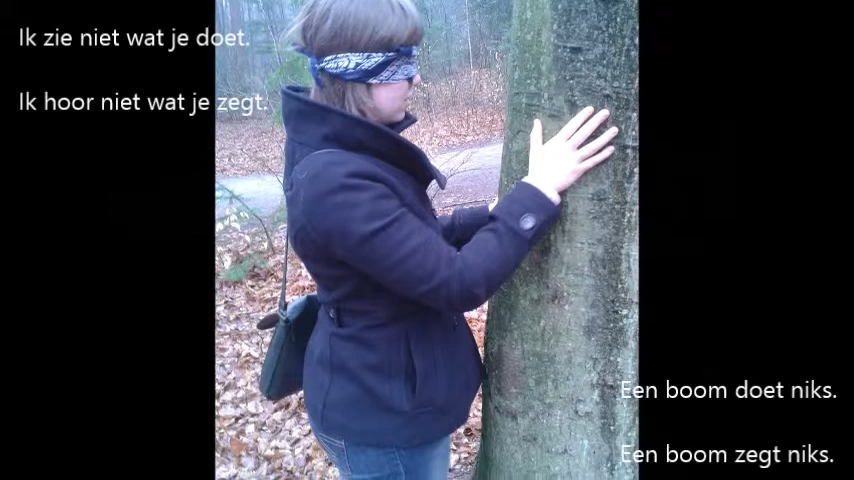 Ik zie niet wat je doet.
Ik hoor niet wat je zegt.
Een boom doet niks.
Een boom zegt niks.